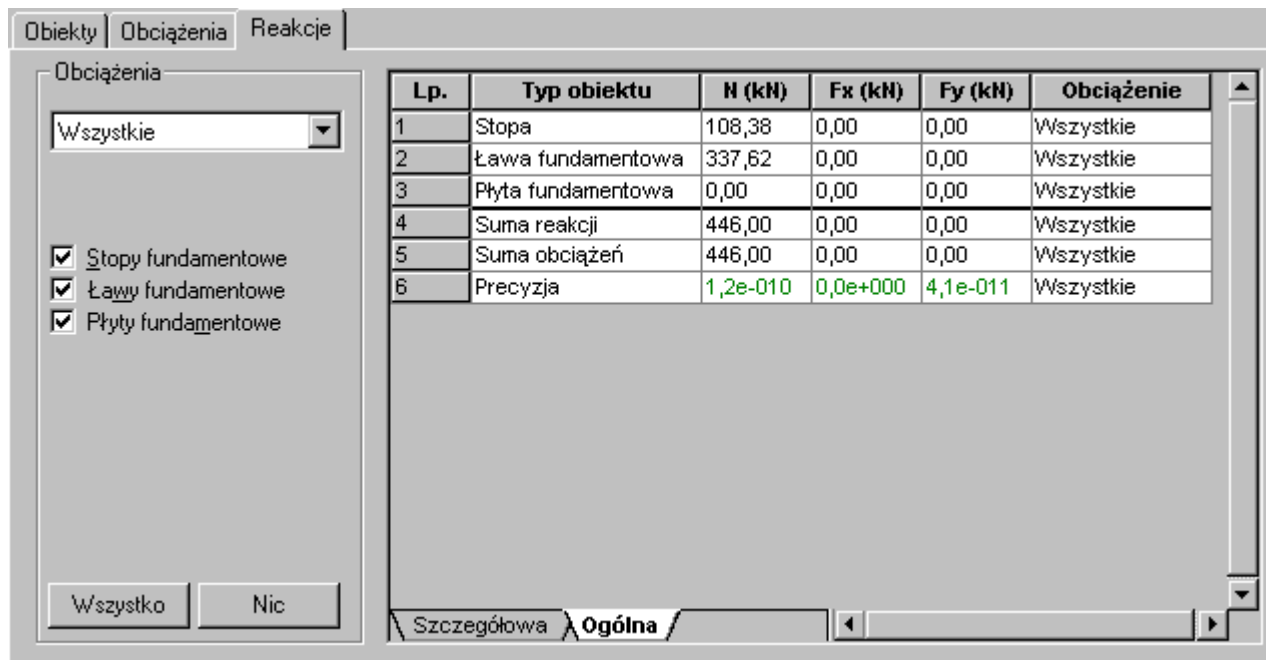 Obiekty Obciążenia Reakcje
Obciążenia
Wszystkie
Stopy fundamentowe
Ławy fundamentowe
Płyty fundamentowe
Wszystko Nic
Lp. Typ obiektu N (kN) Fx (kN) Fy (kN) Obciążenie
1 Stopa 108,38 0,00 0,00 Wszystkie
2 Ława fundamentowa 337,62 0,00 0,00 Wszystkie
3 Płyta fundamentowa 0,00 0,00 0,00 Wszystkie
4 Suma reakcji 446,00 0,00 0,00 Wszystkie
5 Suma obciążeń 446,00 0,00 0,00 Wszystkie
6 Precyzja 1,2e-010 0,0e+000 4,1e-011 Wszystkie
Szczegółowa Ogólna